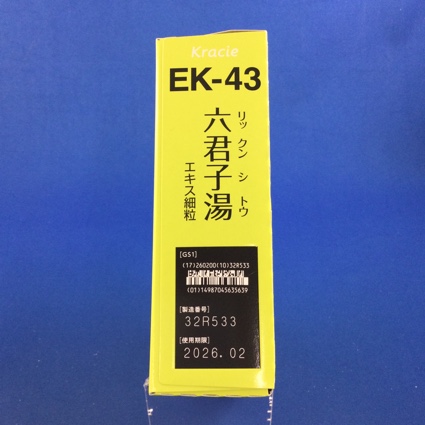 Kracie
EK-43
六君子湯
リックンシトウ
エキス細粒
[GS1]
(17)260200(10)32R533
(01)14987045635639
[製造番号]
32R533
[使用期限]
2026.02